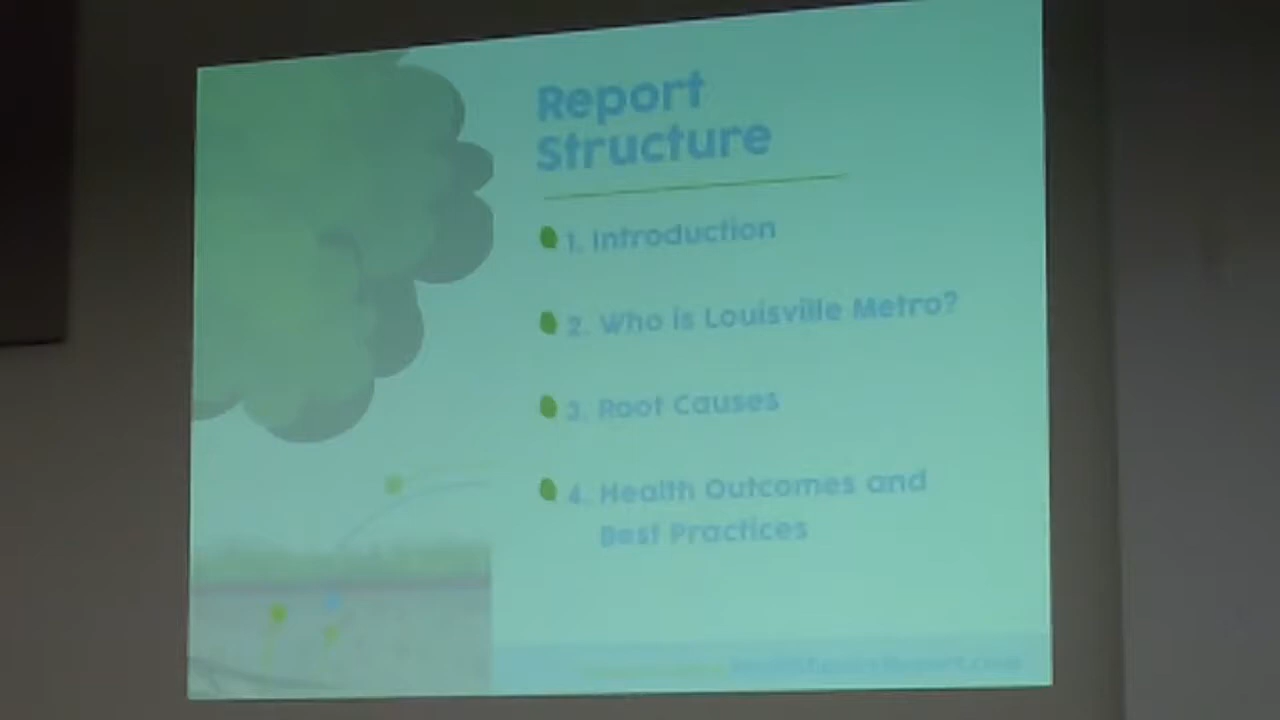 Report
Structure
1. Introduction
2. Who is Louisville Metro?
3. Root Causes
4. Health Outcomes and
Best Practices